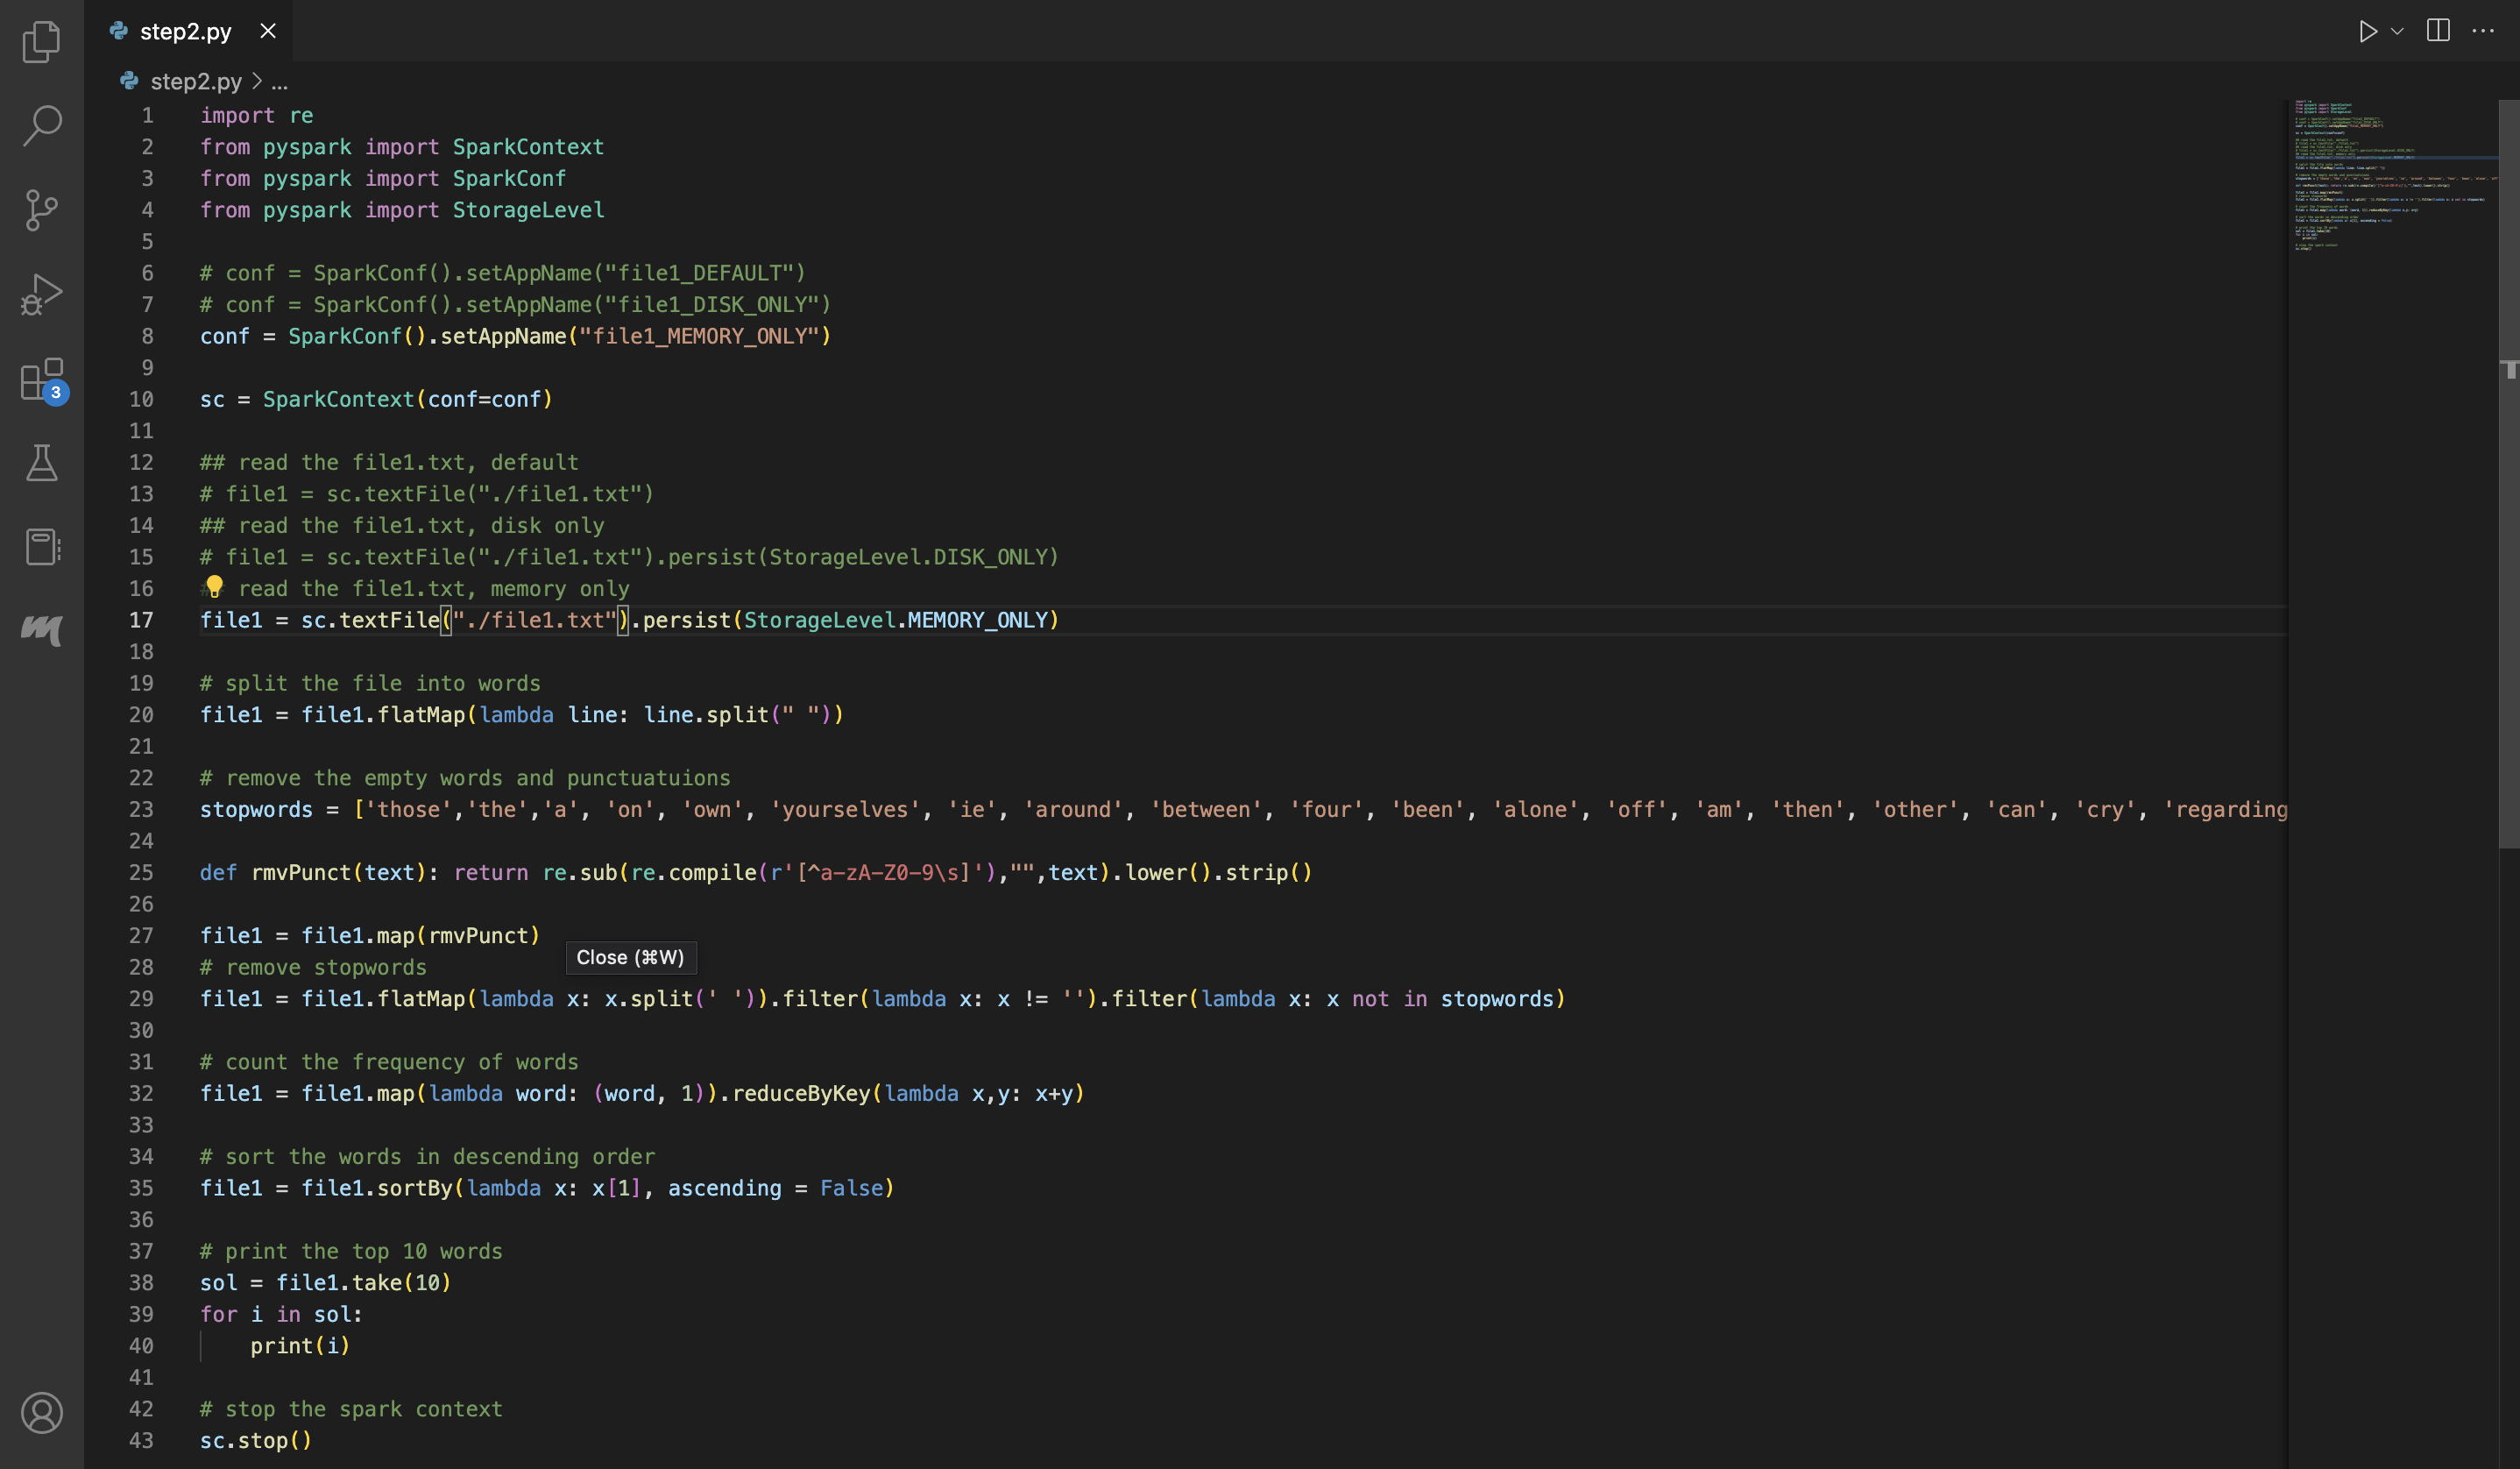 step2.py
step2.py > ...
1 import re
2 from pyspark import SparkContext
3 from pyspark import SparkConf
4 from pyspark import StorageLevel
5
6 # conf = SparkConf().setAppName("file1_DEFAULT")
7 # conf = SparkConf().setAppName("file1_DISK_ONLY")
8 conf = SparkConf().setAppName("file1_MEMORY_ONLY")
9
10 sc = SparkContext(conf=conf)
11
12 ## read the file1.txt, default
13 # file1 = sc.textFile("./file1.txt")
14 ## read the file1.txt, disk only
15 # file1 = sc.textFile("./file1.txt").persist(StorageLevel.DISK_ONLY)
16 read the file1.txt, memory only
17 file1 = sc.textFile("./file1.txt").persist(StorageLevel.MEMORY_ONLY)
18
19 # split the file into words
20 file1 = file1.flatMap(lambda line: line.split(" "))
21
22 # remove the empty words and punctuatuions
23 stopwords = ['those','the','a', 'on', 'own', 'yourselves', 'ie', 'around', 'between', 'four', 'been', 'alone', 'off', 'am', 'then', 'other', 'can', 'cry', 'regarding
24
25 def rmvPunct(text): return re.sub(re.compile(r'[^a-zA-Z0-9\s]'),"",text).lower().strip()
26
27 file1 = file1.map(rmvPunct)
Close (⌘W)
28 # remove stopwords
29 file1 = file1.flatMap(lambda x: x.split(' ')).filter(lambda x: x != '').filter(lambda x: x not in stopwords)
30
31 # count the frequency of words
32 file1 = file1.map(lambda word: (word, 1)).reduceByKey(lambda x,y: x+y)
33
34 # sort the words in descending order
35 file1 = file1.sortBy(lambda x: x[1], ascending = False)
36
37 # print the top 10 words
38 sol = file1.take(10)
39 for i in sol:
40 print(i)
41
42 # stop the spark context
43 sc.stop()
3